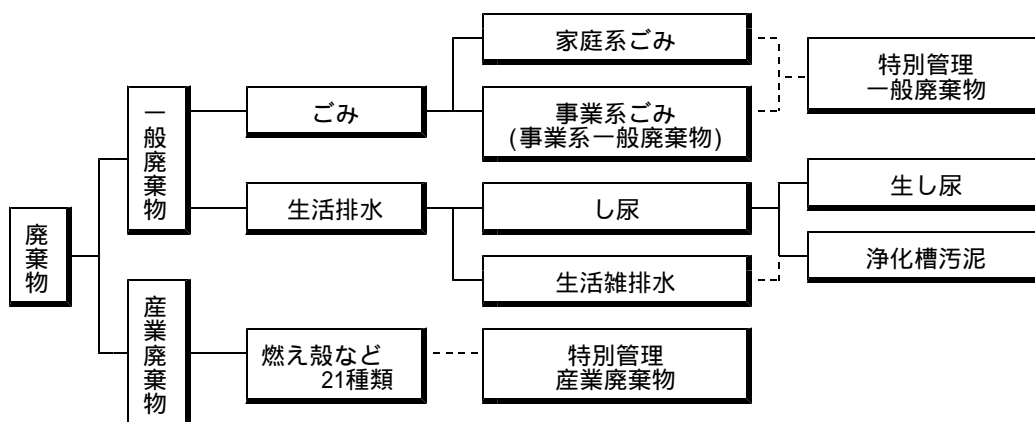 廃棄物
一般廃棄物
ごみ
家庭系ごみ
事業系ごみ
(事業系一般廃棄物)
特別管理
一般廃棄物
生活排水
し尿
生し尿
浄化槽汚泥
生活雑排水
産業廃棄物
燃え殻など
21種類
特別管理
産業廃棄物